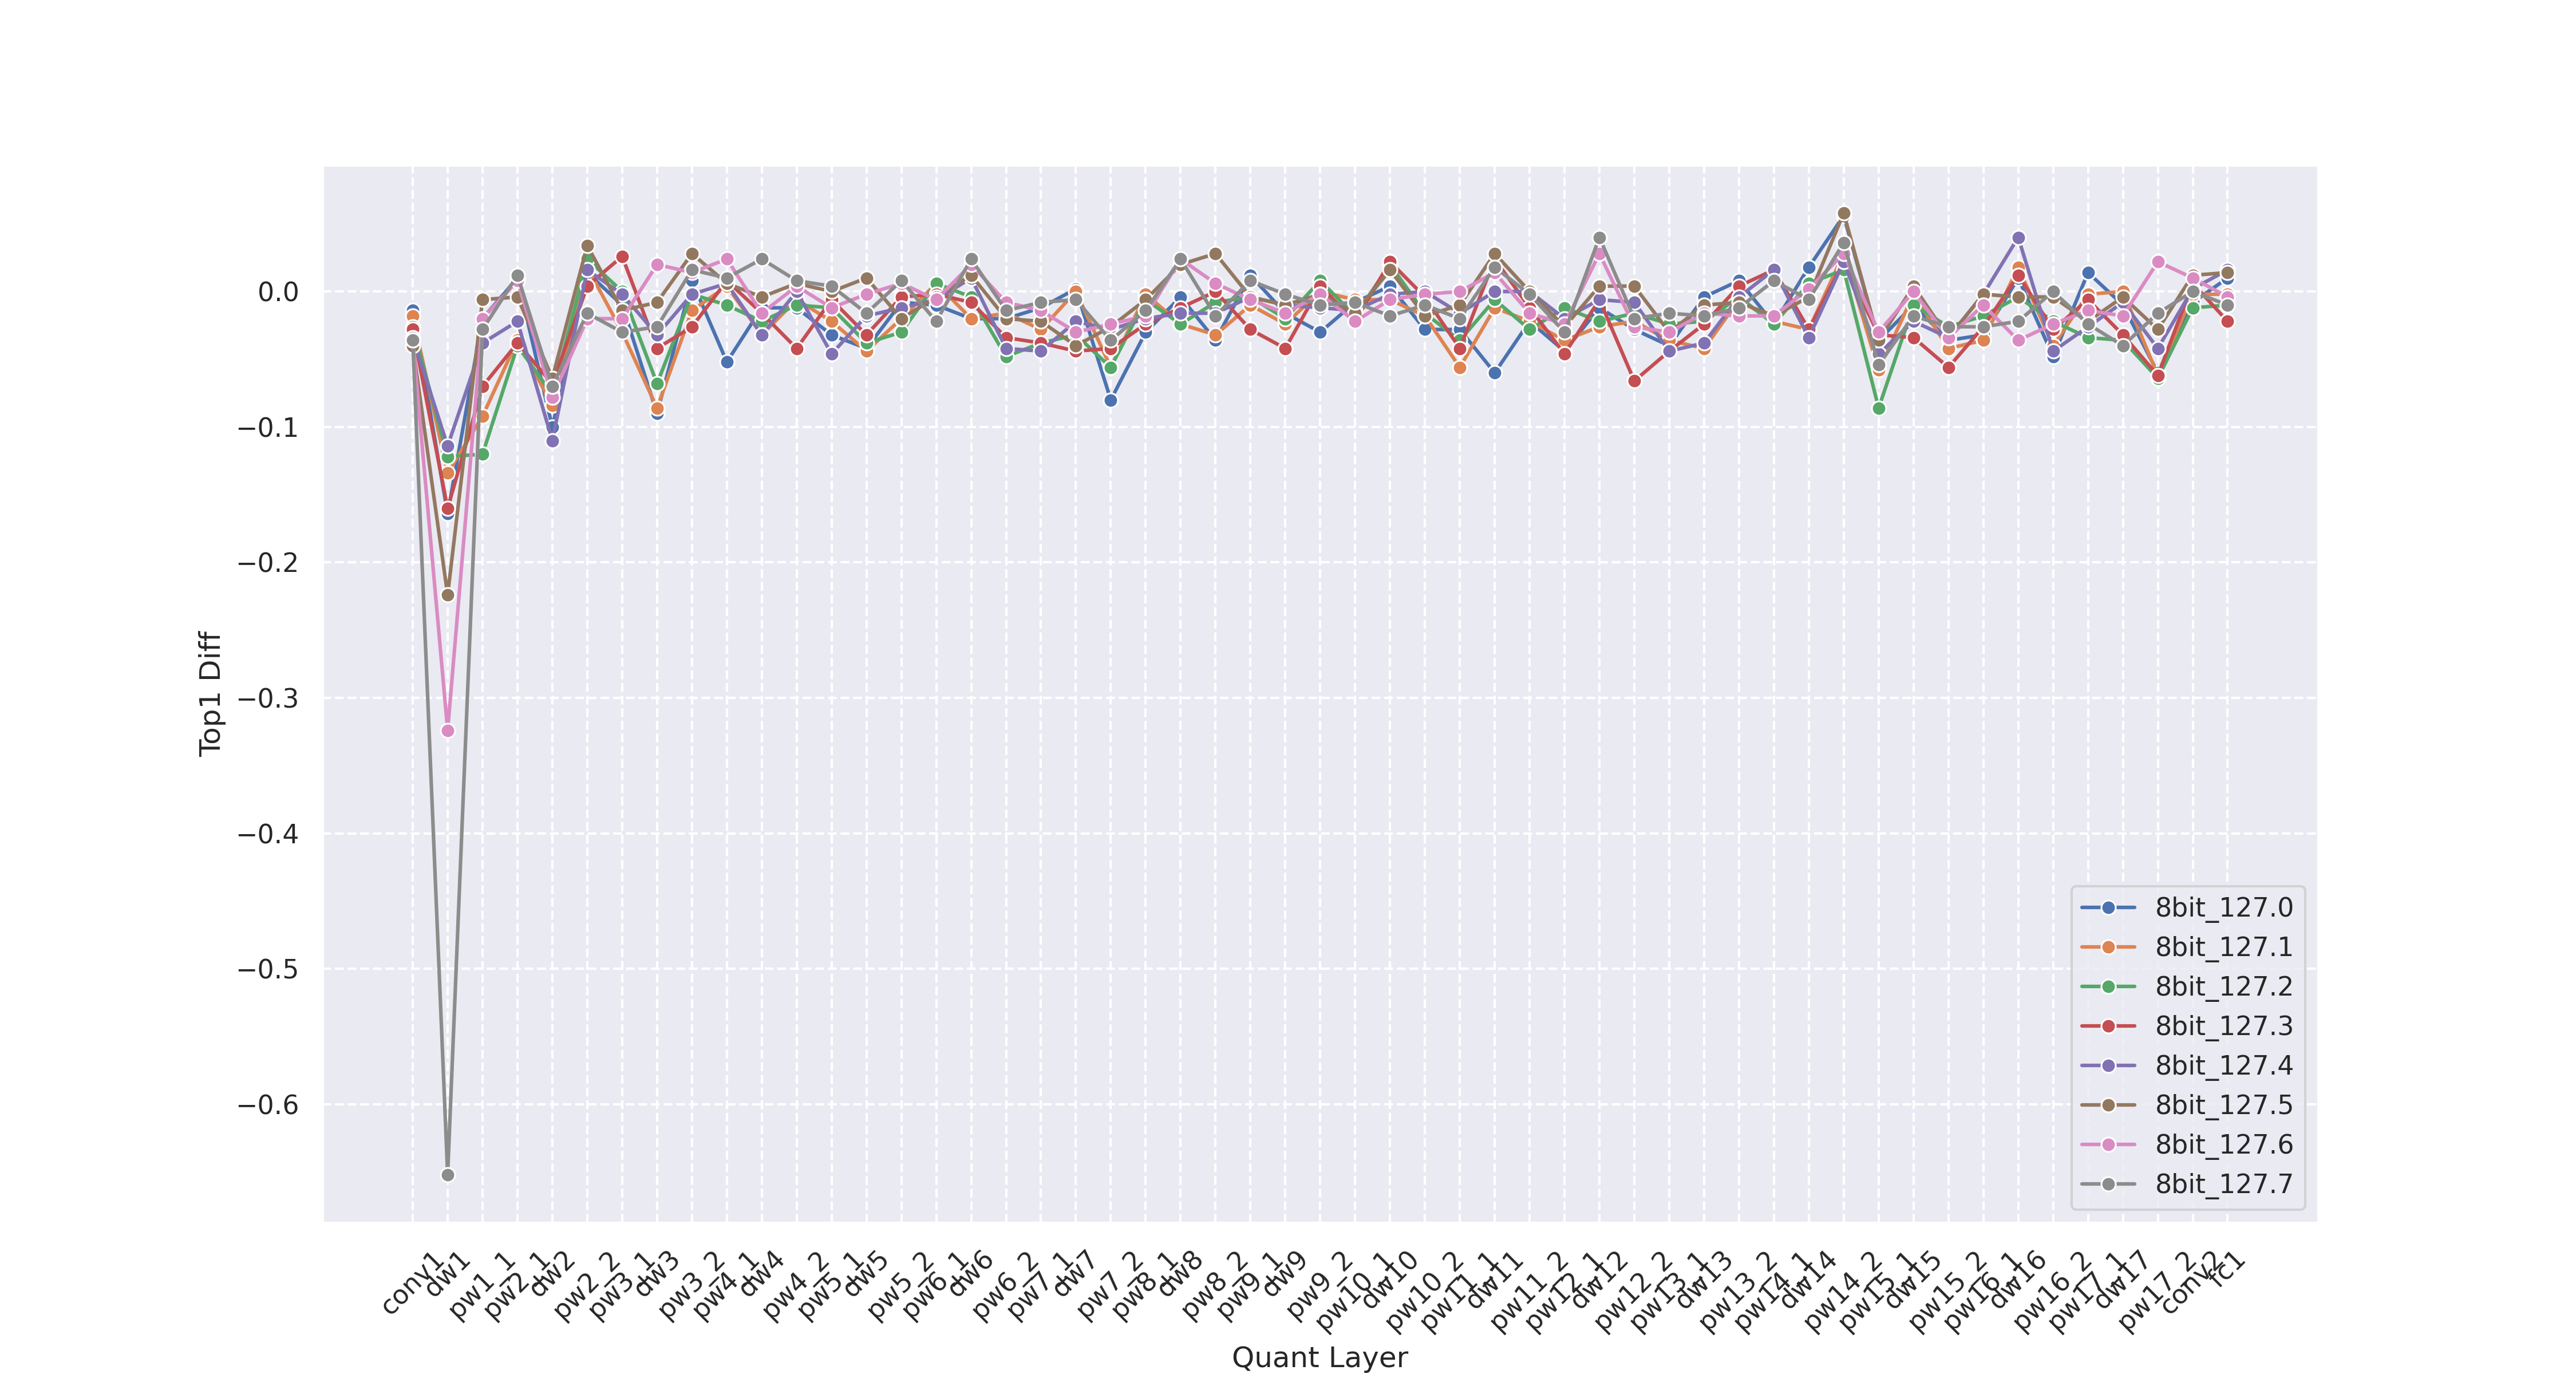 0.0
−0.1
−0.2
−0.3
−0.4
−0.5
−0.6
Top1 Diff
8bit_127.0
8bit_127.1
8bit_127.2
8bit_127.3
8bit_127.4
8bit_127.5
8bit_127.6
8bit_127.7
conv1
dw1
pw1_1
pw2_1
dw2
pw2_2
pw3_1
dw3
pw3_2
pw4_1
dw4
pw4_2
pw5_1
dw5
pw5_2
pw6_1
dw6
pw6_2
pw7_1
dw7
pw7_2
pw8_1
dw8
pw8_2
pw9_1
dw9
pw9_2
pw10_1
dw10
pw10_2
pw11_1
dw11
pw11_2
pw12_1
dw12
pw12_2
pw13_1
dw13
pw13_2
pw14_1
dw14
pw14_2
pw15_1
dw15
pw15_2
pw16_1
dw16
pw16_2
pw17_1
dw17
pw17_2
conv2
fc1
Quant Layer